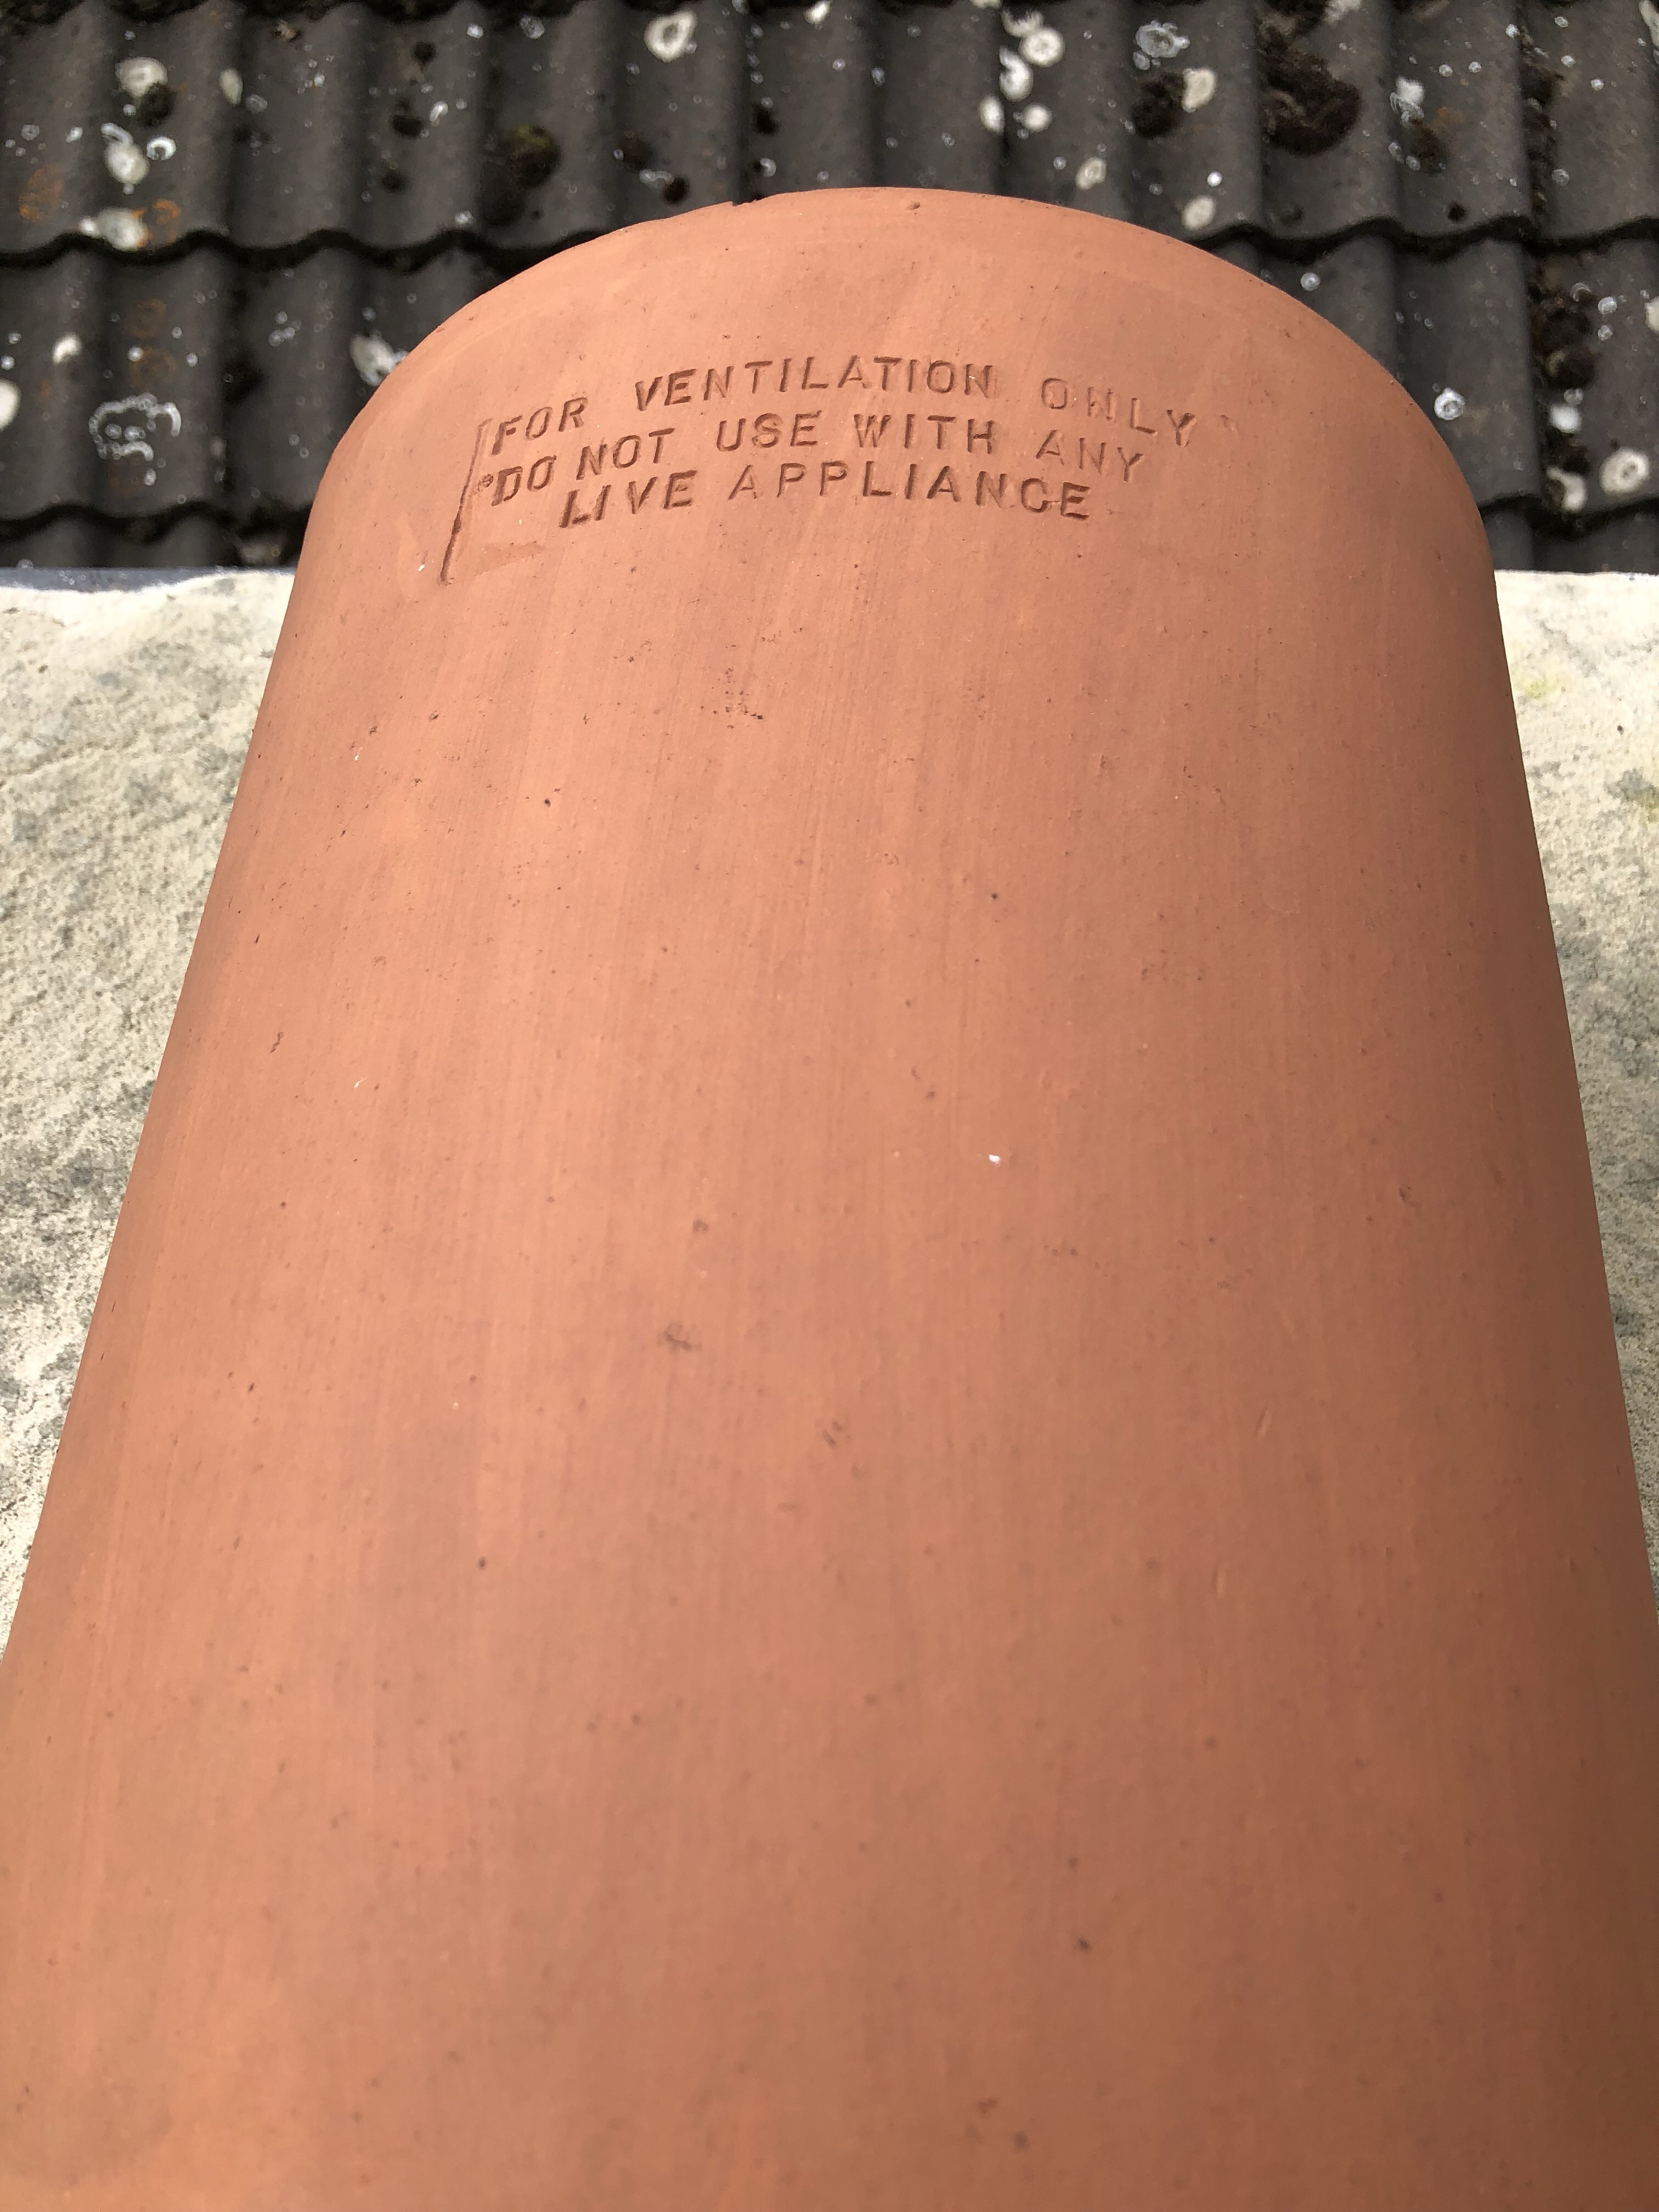 FOR VENTILATION ONLY
DO NOT USE WITH ANY
LIVE APPLIANCE